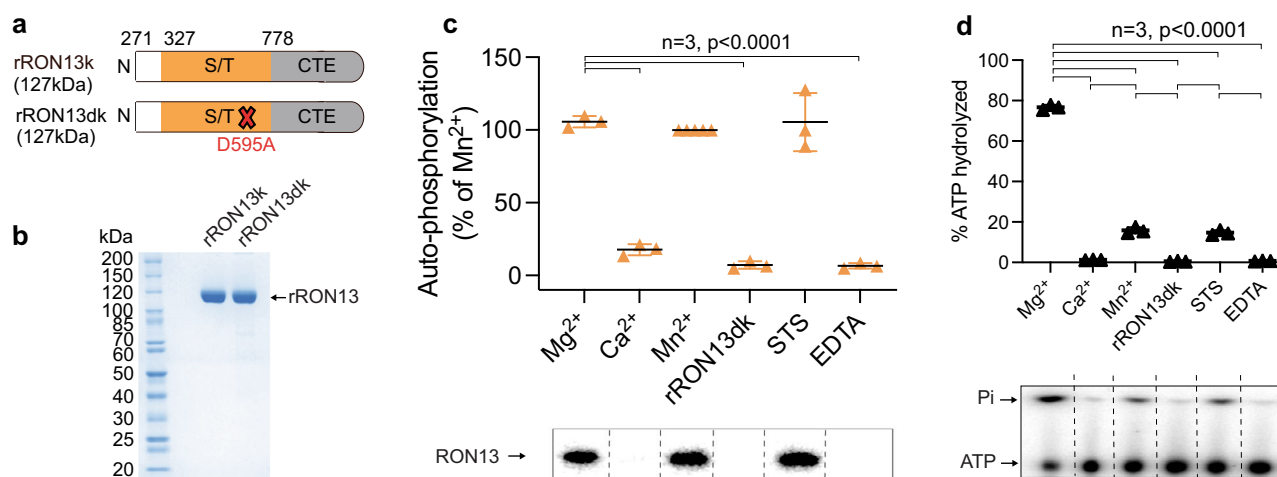 a
271 327 778
rRON13k
(127kDa)
N S/T CTE
rRON13dk
(127kDa)
N S/T CTE
D595A
b
rRON13k
rRON13dk
kDa
200
150
120
100
85
70
60
50
40
30
25
20
←rRON13
c
n=3, p<0.0001
Auto-phosphorylation
(% of Mn²⁺)
150
100
50
0
Mg²⁺
Ca²⁺
Mn²⁺
rRON13dk
STS
EDTA
RON13 →
d
n=3, p<0.0001
% ATP hydrolyzed
100
80
60
40
20
0
Mg²⁺
Ca²⁺
Mn²⁺
rRON13dk
STS
EDTA
Pi →
ATP →